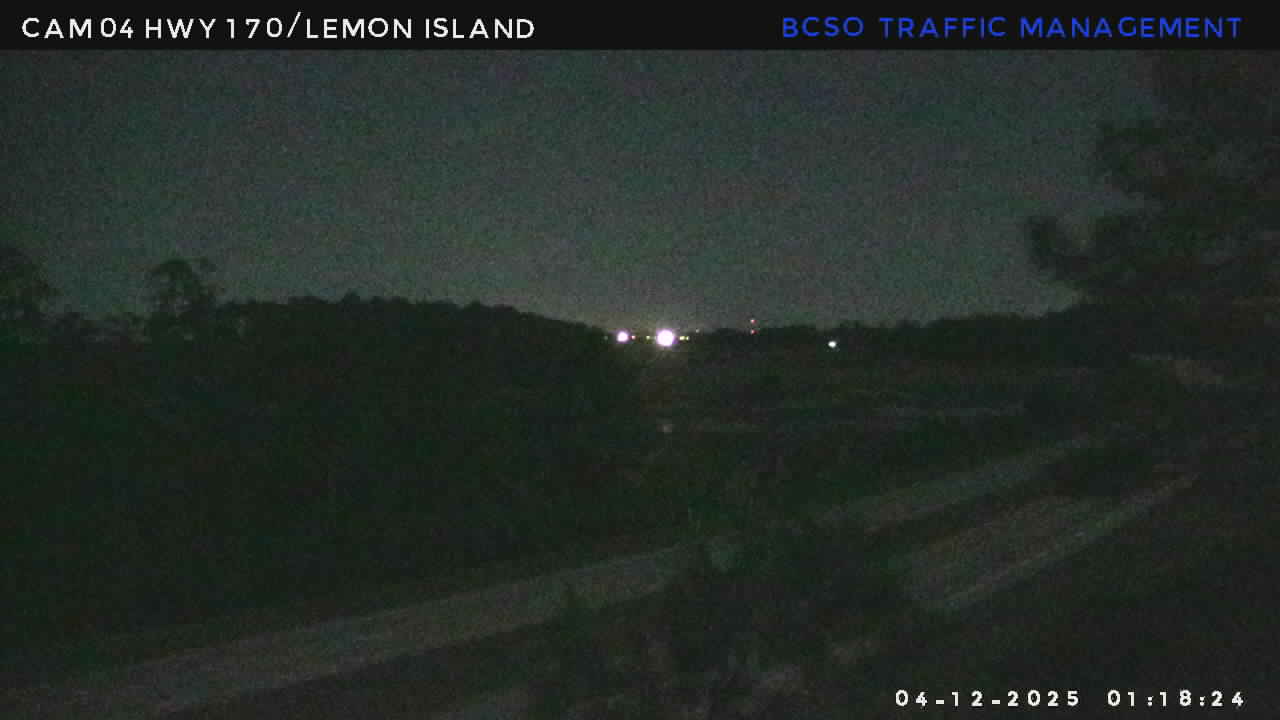 CAM04 HWY 170/LEMON ISLAND
BCSO TRAFFIC MANAGEMENT
04-12-2025 01:18:24